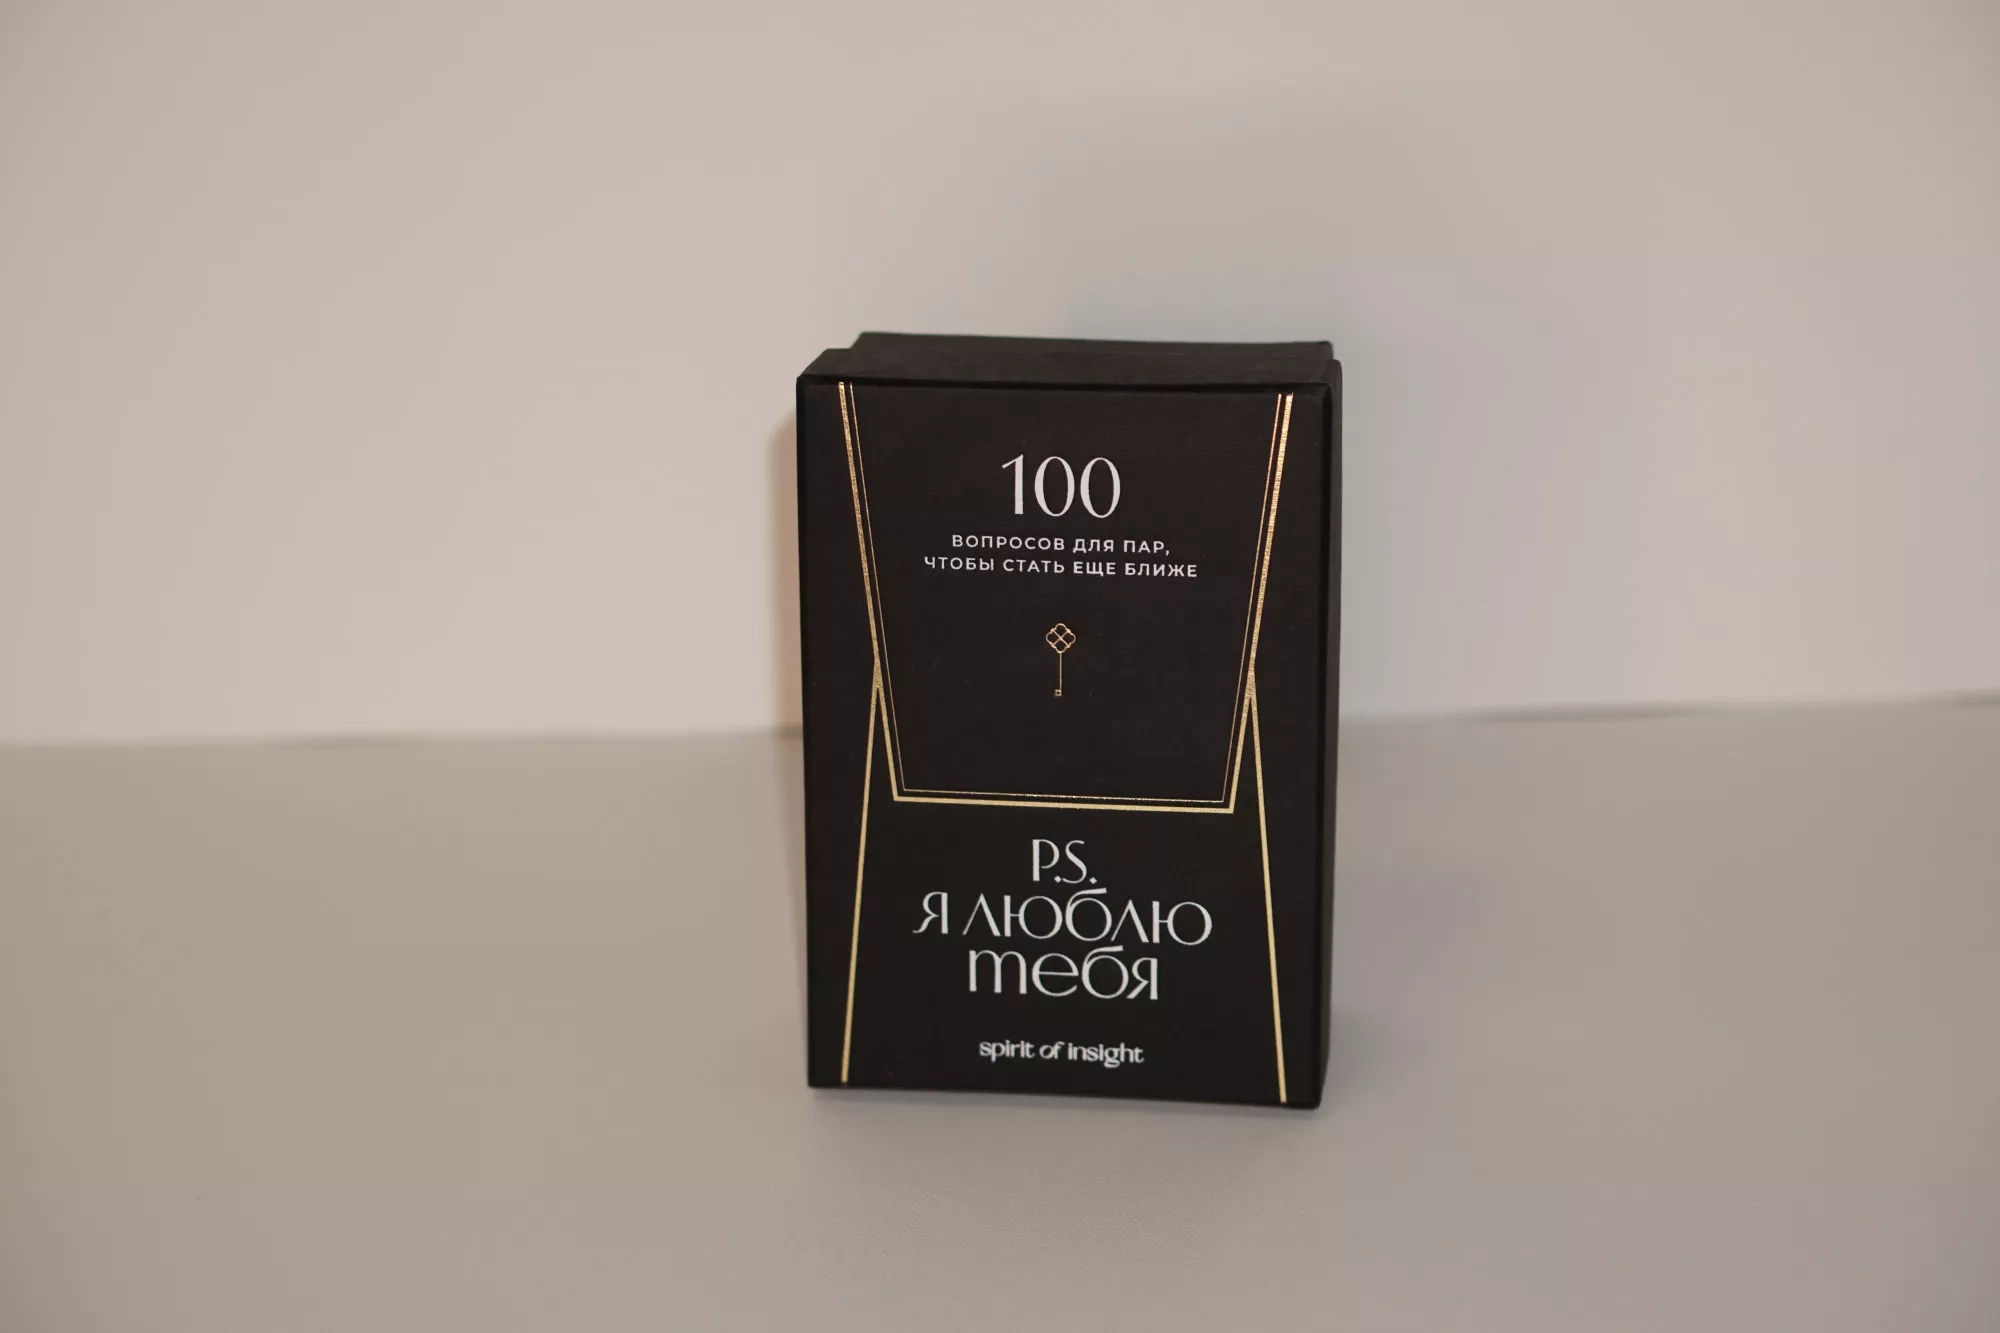 100
ВОПРОСОВ ДЛЯ ПАР,
ЧТОБЫ СТАТЬ ЕЩЕ БЛИЖЕ
P.S.
Я ЛЮБЛЮ
тебя
spirit of insight